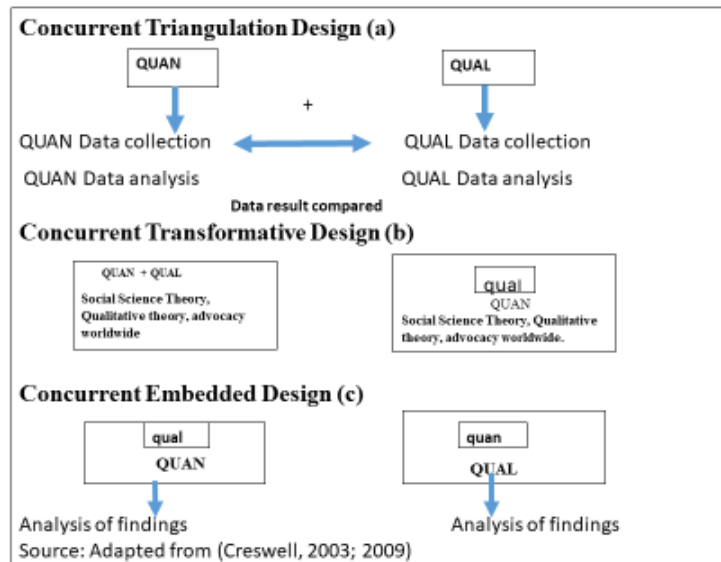 Concurrent Triangulation Design (a)
QUAN
QUAL
+
QUAN Data collection
QUAL Data collection
QUAN Data analysis
QUAL Data analysis
Data result compared
Concurrent Transformative Design (b)
QUAN + QUAL
Social Science Theory,
Qualitative theory, advocacy
worldwide
qual
QUAN
Social Science Theory, Qualitative
theory, advocacy worldwide.
Concurrent Embedded Design (c)
qual
QUAN
quan
QUAL
Analysis of findings
Analysis of findings
Source: Adapted from (Creswell, 2003; 2009)